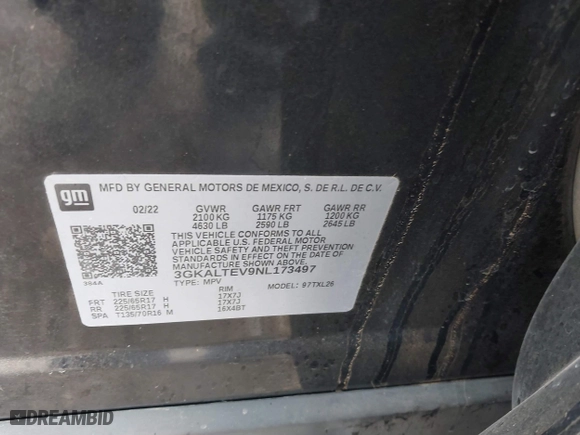 gm
MFD BY GENERAL MOTORS DE MEXICO, S. DE R.L. DE C.V.
02/22 GVWR GAWR FRT GAWR RR
2100 KG 1175 KG 1200 KG
4630 LB 2590 LB 2645 LB
THIS VEHICLE CONFORMS TO ALL
APPLICABLE U.S. FEDERAL MOTOR
VEHICLE SAFETY AND THEFT PREVENTION
STANDARDS IN EFFECT ON THE DATE OF
MANUFACTURE SHOWN ABOVE.
3GKALTEV9NL173497
TYPE: MPV MODEL: 97TXL26
394A
TIRE SIZE RIM
FRT 225/65R17 H 17X7J
RR 225/65R17 H 17X7J
SPA T135/70R16 M 16X4BT
DREAMBID